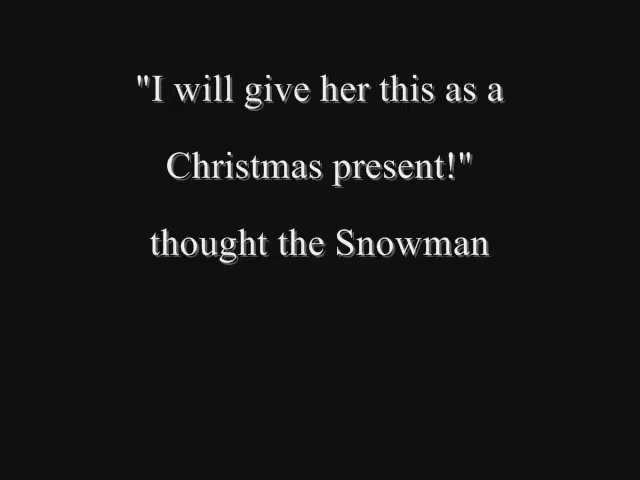 "I will give her this as a
Christmas present!"
thought the Snowman